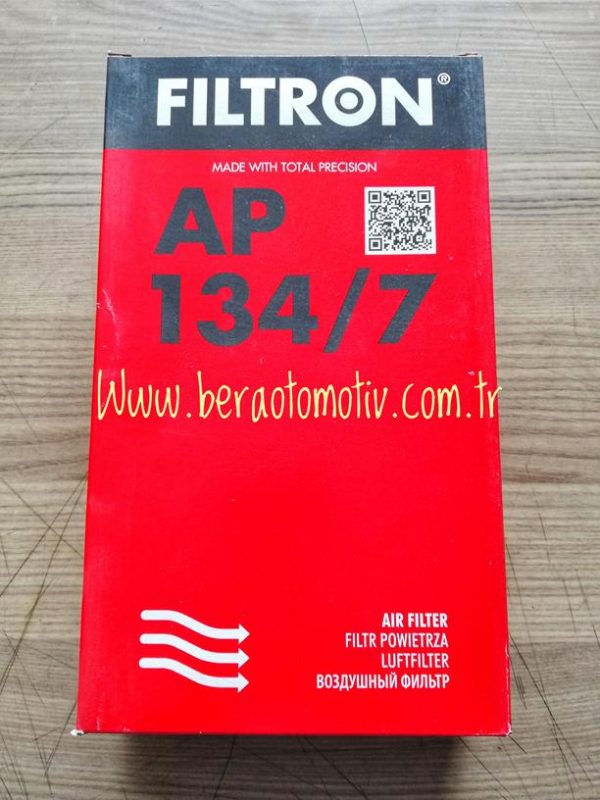 FILTRON®
MADE WITH TOTAL PRECISION
AP
134/7
Www.beraotomotiv.com.tr
AIR FILTER
FILTR POWIETRZA
LUFTFILTER
ВОЗДУШНЫЙ ФИЛЬТР